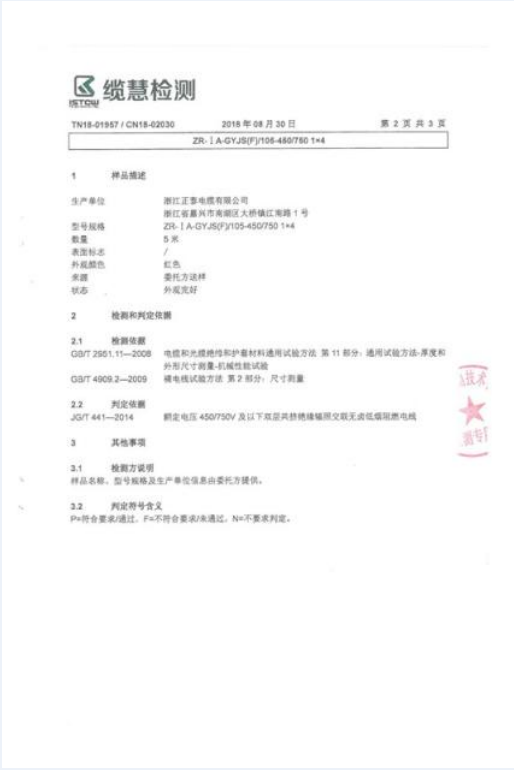 缆慧检测
ISTCW
TN18-01957 / CN18-02030 2018 年 08 月 30 日 第 2 页 共 3 页
ZR-ⅠA-GYJS(F)/105-450/750 1×4
1 样品描述
生产单位 浙江正泰电缆有限公司
浙江省嘉兴市南湖区大桥镇江南路 1 号
型号规格 ZR-ⅠA-GYJS(F)/105-450/750 1×4
数量 5 米
表面标志 /
外观颜色 红色
来源 委托方送样
状态 外观完好
2 检测和判定依据
2.1 检测依据
GB/T 2951.11—2008 电缆和光缆绝缘和护套材料通用试验方法 第 11 部分：通用试验方法-厚度和
外形尺寸测量-机械性能试验
GB/T 4909.2—2009 裸电线试验方法 第 2 部分：尺寸测量
2.2 判定依据
JG/T 441—2014 额定电压 450/750V 及以下双层共挤绝缘辐照交联无卤低烟阻燃电线
3 其他事项
3.1 检测方说明
样品名称、型号规格及生产单位信息由委托方提供。
3.2 判定符号含义
P=符合要求/通过，F=不符合要求/未通过，N=不要求判定。
技术
专